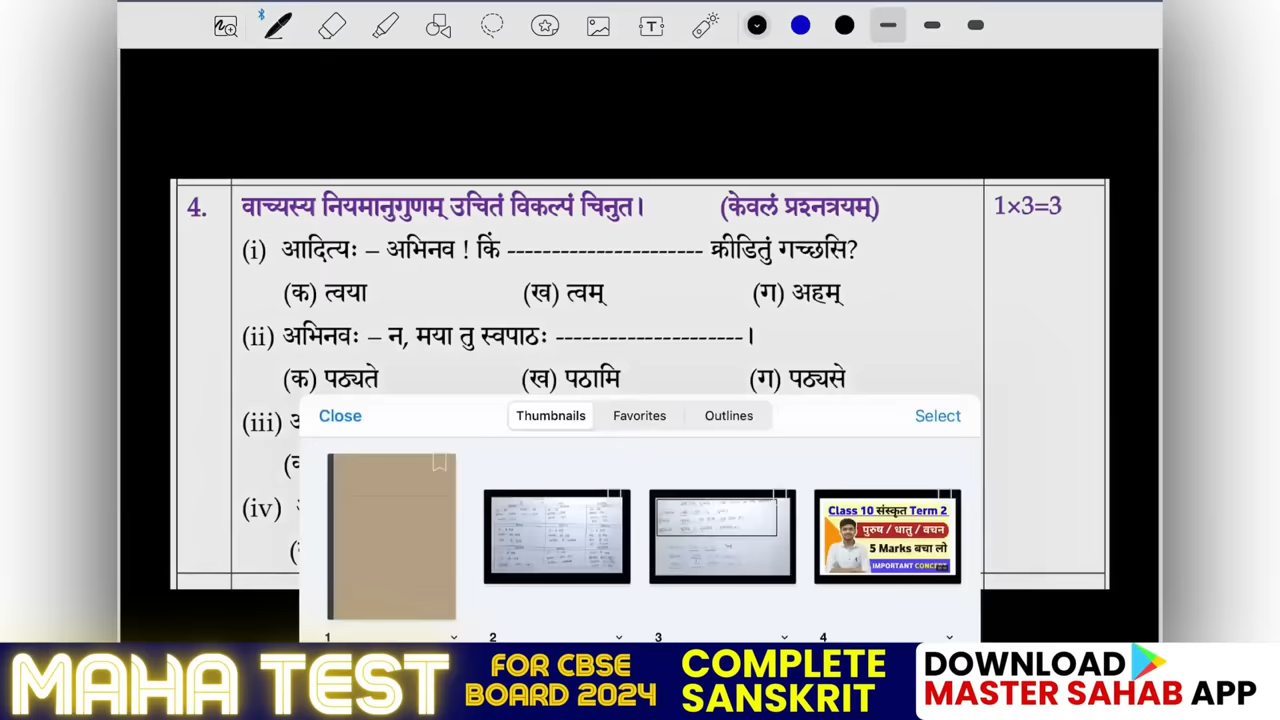 4. वाच्यस्य नियमानुगुणम् उचितं विकल्पं चिनुत। (केवलं प्रश्नत्रयम्) 1×3=3
(i) आदित्यः – अभिनव ! किं ---------------------- क्रीडितुं गच्छसि?
(क) त्वया (ख) त्वम् (ग) अहम्
(ii) अभिनवः – न, मया तु स्वपाठः ---------------------।
(क) पठ्यते (ख) पठामि (ग) पठ्यसे
(iii)
(iv)
Close Thumbnails Favorites Outlines Select
Class 10 संस्कृत Term 2
पुरुष / धातु / वचन
5 Marks बचा लो
IMPORTANT CONCEPT
1 2 3 4
MAHA TEST
FOR CBSE
BOARD 2024
COMPLETE
SANSKRIT
DOWNLOAD
MASTER SAHAB APP